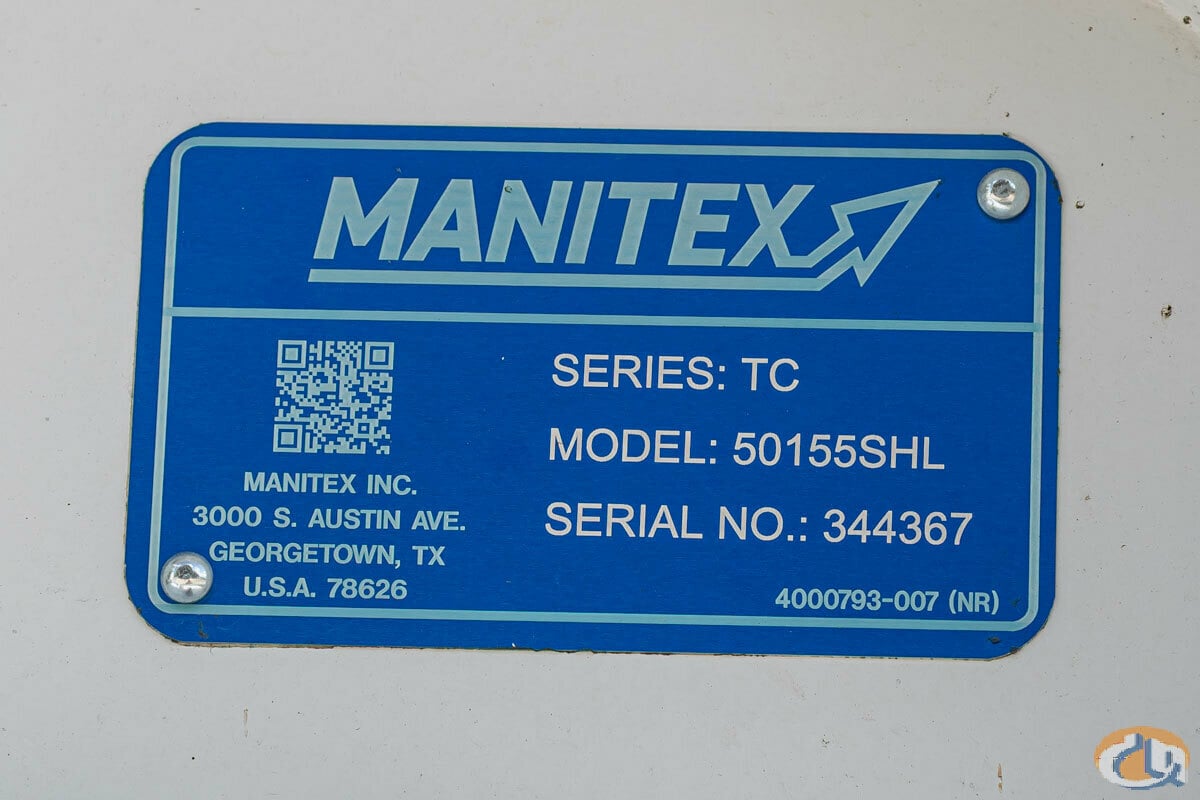 MANITEX
SERIES: TC
MODEL: 50155SHL
SERIAL NO.: 344367
MANITEX INC.
3000 S. AUSTIN AVE.
GEORGETOWN, TX
U.S.A. 78626
4000793-007 (NR)